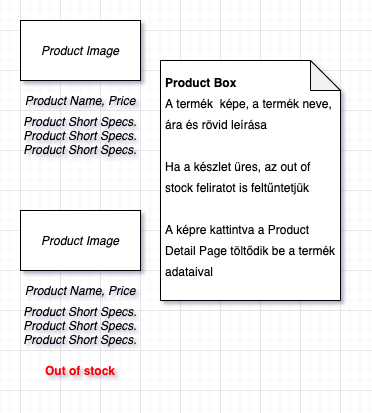 Product Image
Product Name, Price
Product Short Specs.
Product Short Specs.
Product Short Specs.
Product Image
Product Name, Price
Product Short Specs.
Product Short Specs.
Product Short Specs.
Out of stock
Product Box
A termék képe, a termék neve,
ára és rövid leírása
Ha a készlet üres, az out of
stock feliratot is feltűntetjük
A képre kattintva a Product
Detail Page töltődik be a termék
adataival